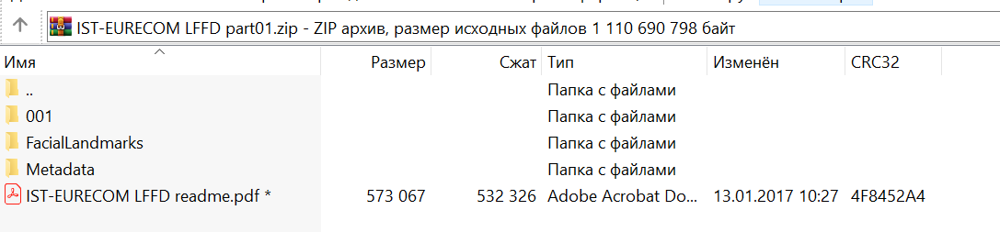 IST-EURECOM LFFD part01.zip - ZIP архив, размер исходных файлов 1 110 690 798 байт
Имя Размер Сжат Тип Изменён CRC32
.. Папка с файлами
001 Папка с файлами
FacialLandmarks Папка с файлами
Metadata Папка с файлами
IST-EURECOM LFFD readme.pdf * 573 067 532 326 Adobe Acrobat Do... 13.01.2017 10:27 4F8452A4